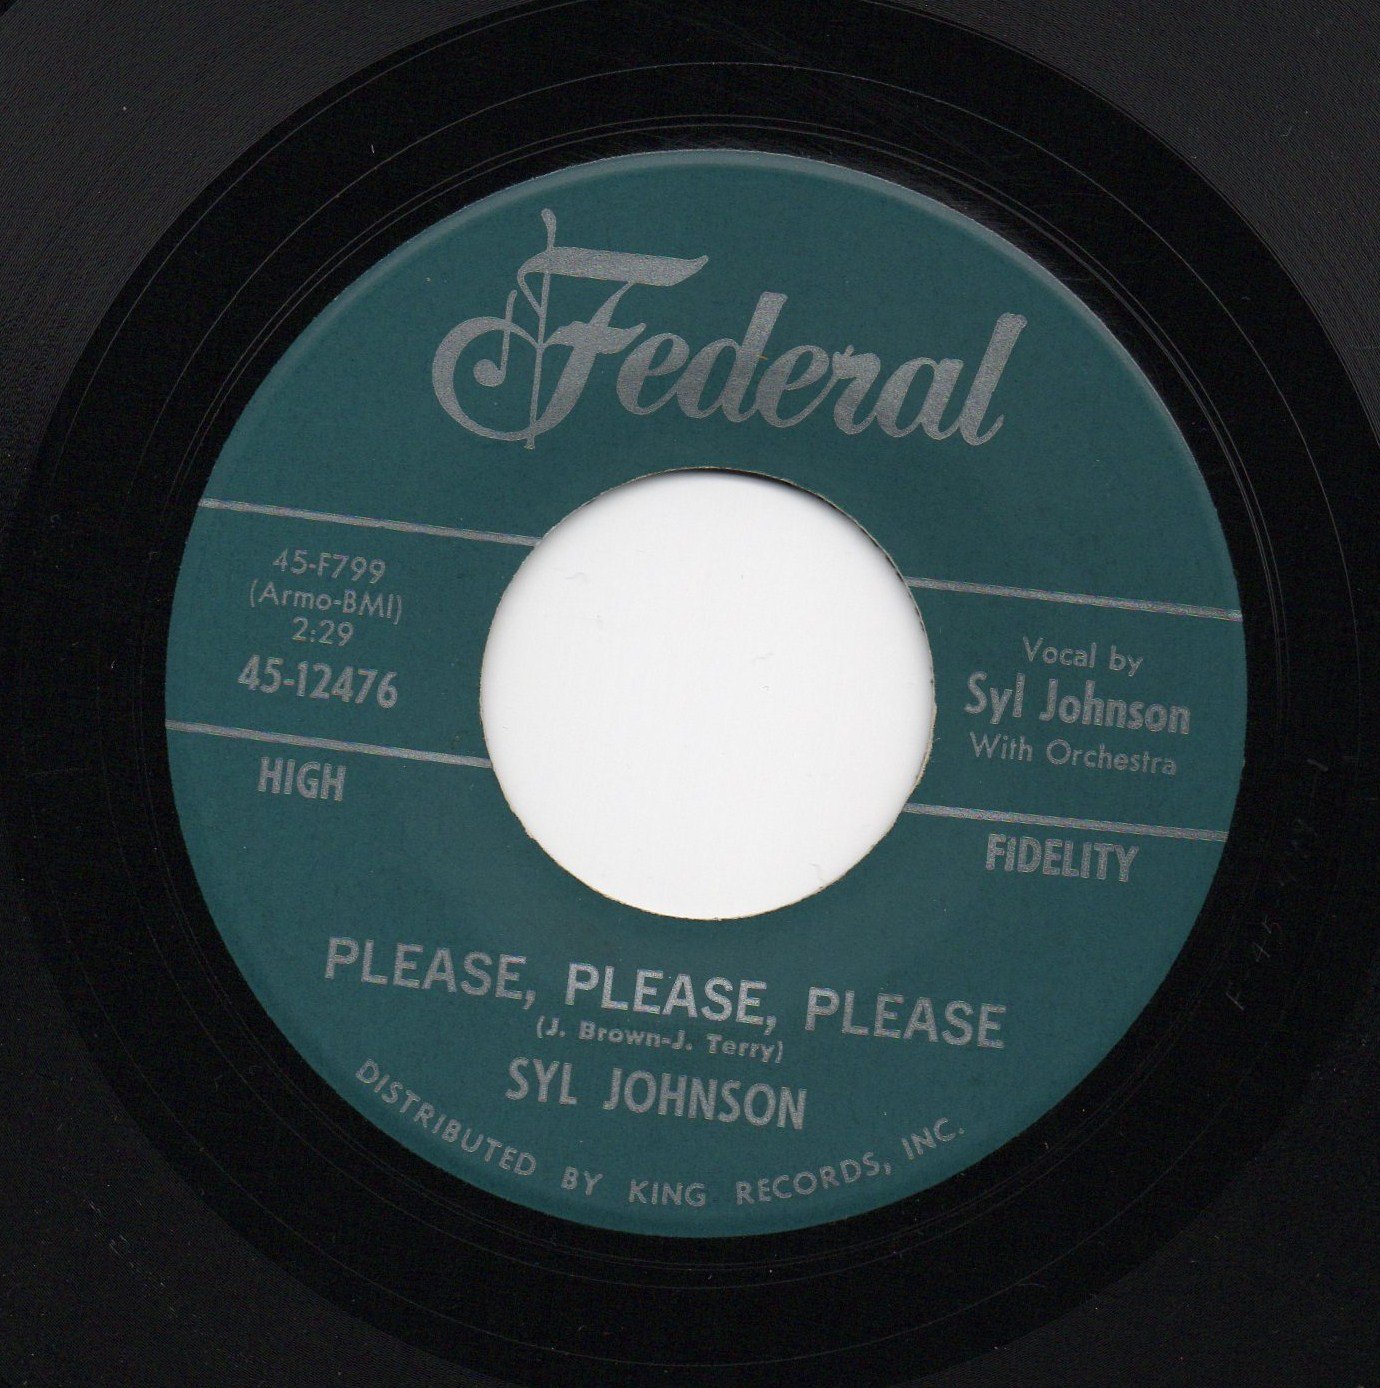 Federal
45-F799
(Armo-BMI)
2:29
45-12476
Vocal by
Syl Johnson
With Orchestra
HIGH
FIDELITY
PLEASE, PLEASE, PLEASE
(J. Brown-J. Terry)
SYL JOHNSON
DISTRIBUTED BY KING RECORDS, INC.